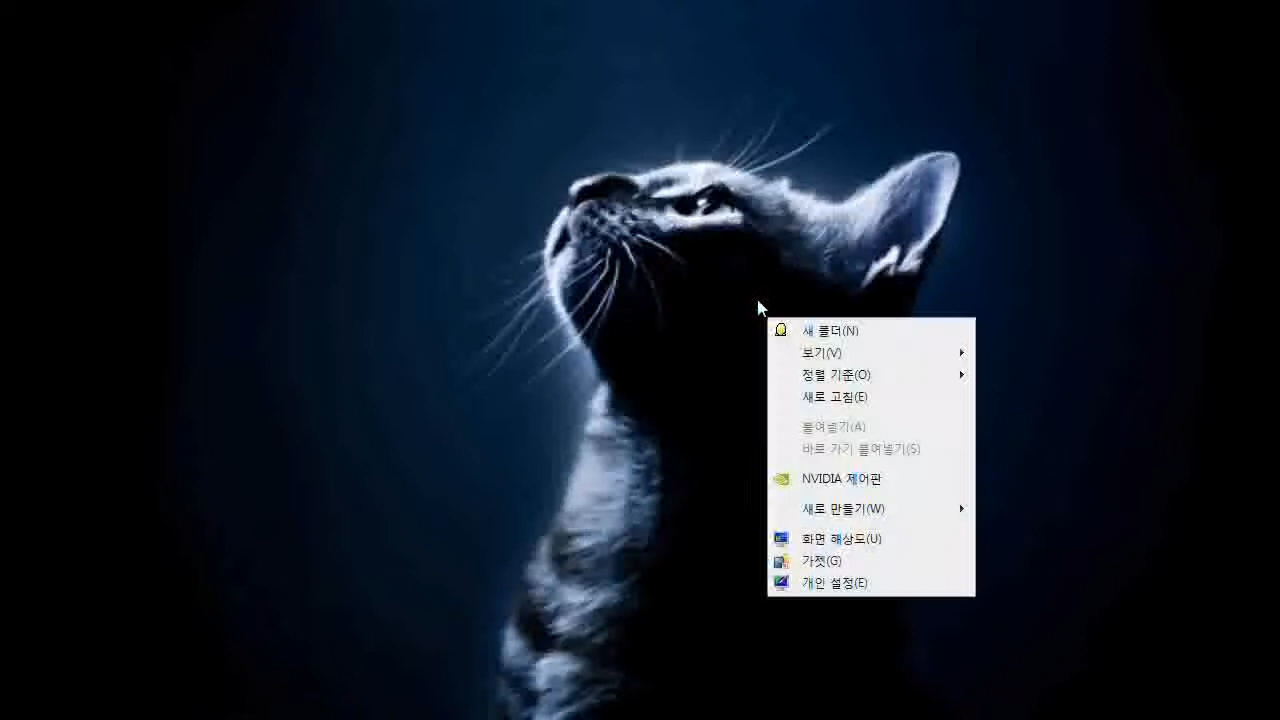 새 폴더(N)
보기(V)
정렬 기준(O)
새로 고침(E)
붙여넣기(A)
바로 가기 붙여넣기(S)
NVIDIA 제어판
새로 만들기(W)
화면 해상도(U)
가젯(G)
개인 설정(E)